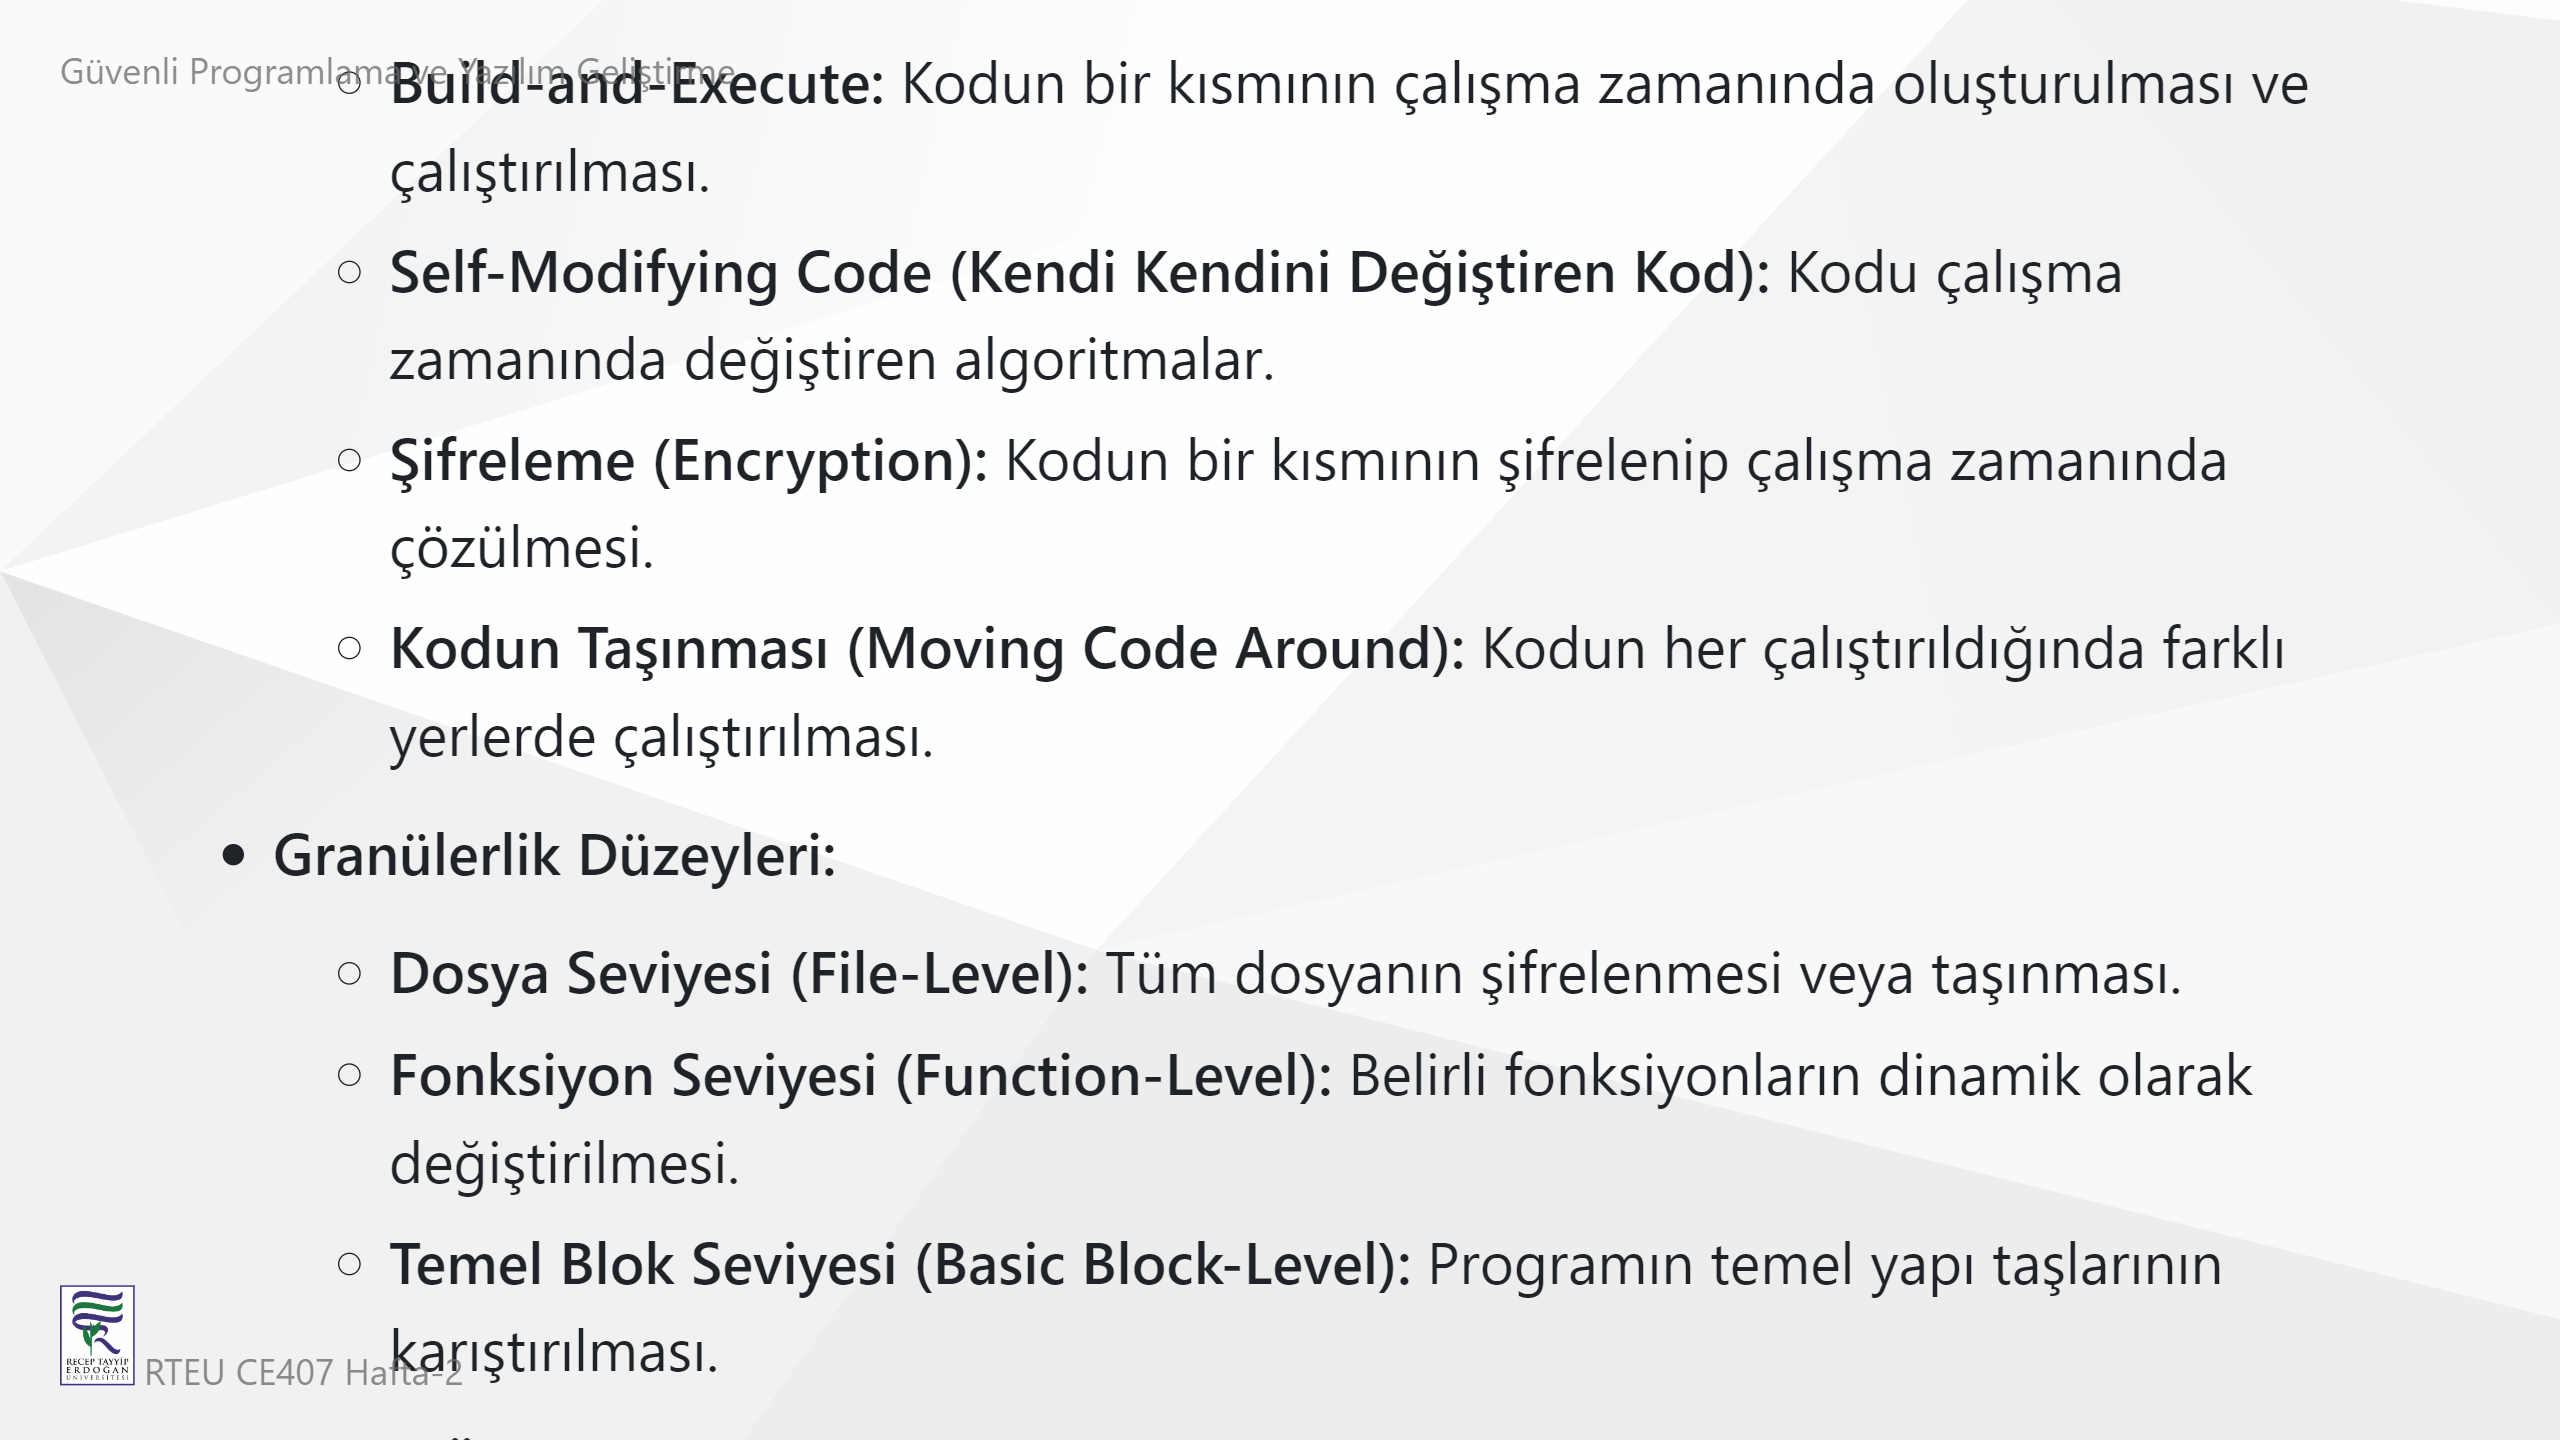 Güvenli Programlama ve Yazılım Geliştirme
Build-and-Execute: Kodun bir kısmının çalışma zamanında oluşturulması ve
çalıştırılması.
Self-Modifying Code (Kendi Kendini Değiştiren Kod): Kodu çalışma
zamanında değiştiren algoritmalar.
Şifreleme (Encryption): Kodun bir kısmının şifrelenip çalışma zamanında
çözülmesi.
Kodun Taşınması (Moving Code Around): Kodun her çalıştırıldığında farklı
yerlerde çalıştırılması.
Granülerlik Düzeyleri:
Dosya Seviyesi (File-Level): Tüm dosyanın şifrelenmesi veya taşınması.
Fonksiyon Seviyesi (Function-Level): Belirli fonksiyonların dinamik olarak
değiştirilmesi.
Temel Blok Seviyesi (Basic Block-Level): Programın temel yapı taşlarının
karıştırılması.
RECEP TAYYİP
ERDOĞAN
ÜNİVERSİTESİ
RTEU CE407 Hafta-2